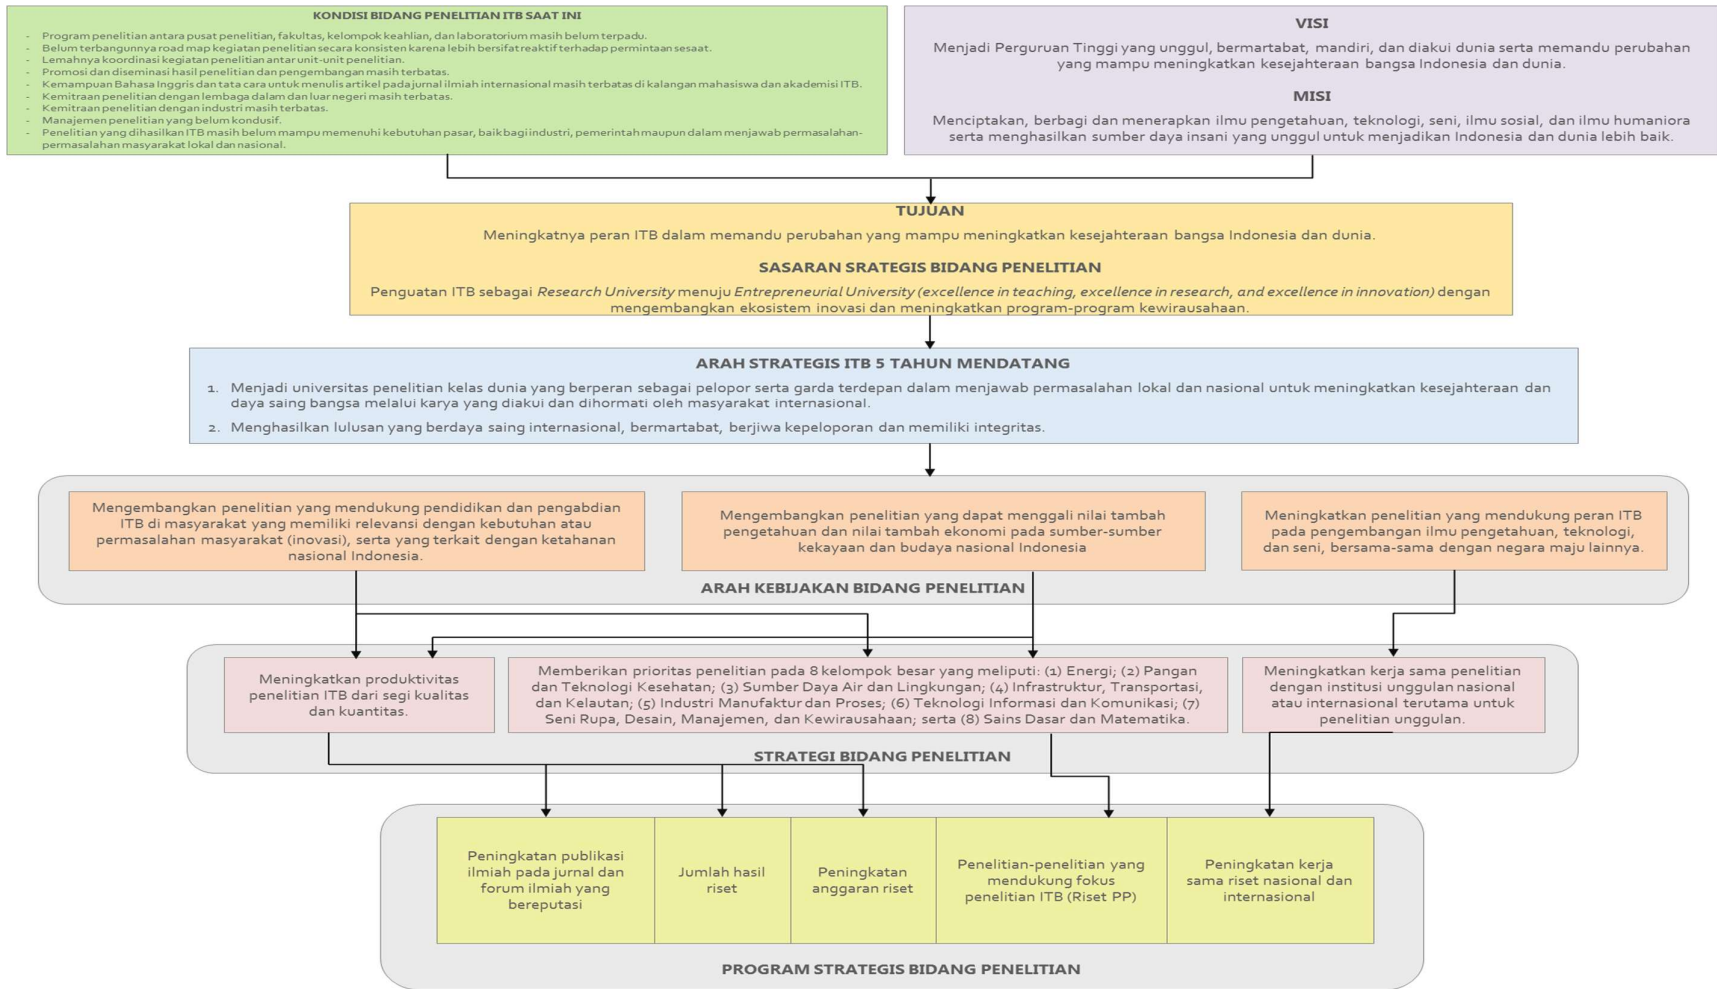 KONDISI BIDANG PENELITIAN ITB SAAT INI
- Program penelitian antara pusat penelitian, fakultas, kelompok keahlian, dan laboratorium masih belum terpadu.
- Belum terbangunnya road map kegiatan penelitian secara konsisten karena lebih bersifat reaktif terhadap permintaan sesaat.
- Lemahnya koordinasi kegiatan penelitian antar unit-unit penelitian.
- Promosi dan diseminasi hasil penelitian dan pengembangan masih terbatas.
- Kemampuan Bahasa Inggris dan tata cara untuk menulis artikel pada jurnal ilmiah internasional masih terbatas di kalangan mahasiswa dan akademisi ITB.
- Kemitraan penelitian dengan lembaga dalam dan luar negeri masih terbatas.
- Kemitraan penelitian dengan industri masih terbatas.
- Manajemen penelitian yang belum kondusif.
- Penelitian yang dihasilkan ITB masih belum mampu memenuhi kebutuhan pasar, baik bagi industri, pemerintah maupun dalam menjawab permasalahan-
permasalahan masyarakat lokal dan nasional.
VISI
Menjadi Perguruan Tinggi yang unggul, bermartabat, mandiri, dan diakui dunia serta memandu perubahan
yang mampu meningkatkan kesejahteraan bangsa Indonesia dan dunia.
MISI
Menciptakan, berbagi dan menerapkan ilmu pengetahuan, teknologi, seni, ilmu sosial, dan ilmu humaniora
serta menghasilkan sumber daya insani yang unggul untuk menjadikan Indonesia dan dunia lebih baik.
TUJUAN
Meningkatnya peran ITB dalam memandu perubahan yang mampu meningkatkan kesejahteraan bangsa Indonesia dan dunia.
SASARAN SRATEGIS BIDANG PENELITIAN
Penguatan ITB sebagai Research University menuju Entrepreneurial University (excellence in teaching, excellence in research, and excellence in innovation) dengan
mengembangkan ekosistem inovasi dan meningkatkan program-program kewirausahaan.
ARAH STRATEGIS ITB 5 TAHUN MENDATANG
1. Menjadi universitas penelitian kelas dunia yang berperan sebagai pelopor serta garda terdepan dalam menjawab permasalahan lokal dan nasional untuk meningkatkan kesejahteraan dan
daya saing bangsa melalui karya yang diakui dan dihormati oleh masyarakat internasional.
2. Menghasilkan lulusan yang berdaya saing internasional, bermartabat, berjiwa kepeloporan dan memiliki integritas.
Mengembangkan penelitian yang mendukung pendidikan dan pengabdian
ITB di masyarakat yang memiliki relevansi dengan kebutuhan atau
permasalahan masyarakat (inovasi), serta yang terkait dengan ketahanan
nasional Indonesia.
Mengembangkan penelitian yang dapat menggali nilai tambah
pengetahuan dan nilai tambah ekonomi pada sumber-sumber
kekayaan dan budaya nasional Indonesia
Meningkatkan penelitian yang mendukung peran ITB
pada pengembangan ilmu pengetahuan, teknologi,
dan seni, bersama-sama dengan negara maju lainnya.
ARAH KEBIJAKAN BIDANG PENELITIAN
Meningkatkan produktivitas
penelitian ITB dari segi kualitas
dan kuantitas.
Memberikan prioritas penelitian pada 8 kelompok besar yang meliputi: (1) Energi; (2) Pangan
dan Teknologi Kesehatan; (3) Sumber Daya Air dan Lingkungan; (4) Infrastruktur, Transportasi,
dan Kelautan; (5) Industri Manufaktur dan Proses; (6) Teknologi Informasi dan Komunikasi; (7)
Seni Rupa, Desain, Manajemen, dan Kewirausahaan; serta (8) Sains Dasar dan Matematika.
Meningkatkan kerja sama penelitian
dengan institusi unggulan nasional
atau internasional terutama untuk
penelitian unggulan.
STRATEGI BIDANG PENELITIAN
Peningkatan publikasi
ilmiah pada jurnal dan
forum ilmiah yang
bereputasi
Jumlah hasil
riset
Peningkatan
anggaran riset
Penelitian-penelitian yang
mendukung fokus
penelitian ITB (Riset PP)
Peningkatan kerja
sama riset nasional dan
internasional
PROGRAM STRATEGIS BIDANG PENELITIAN